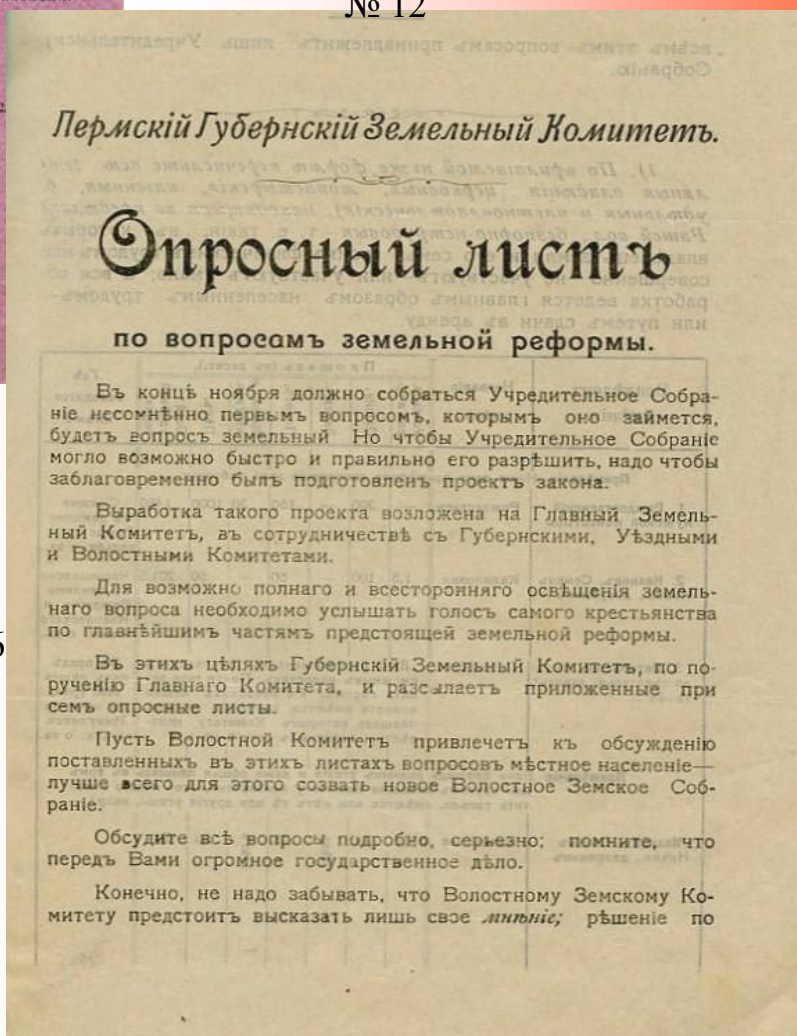 № 12
Пермскій Губернскій Земельный Комитетъ.
Опросный листъ
по вопросамъ земельной реформы.
Въ концѣ ноября должно собраться Учредительное Собра-
ніе несомнѣнно первымъ вопросомъ, которымъ оно займется,
будетъ вопросъ земельный Но чтобы Учредительное Собраніе
могло возможно быстро и правильно его разрѣшить, надо чтобы
заблаговременно былъ подготовленъ проектъ закона.
Выработка такого проекта возложена на Главный Земель-
ный Комитетъ, въ сотрудничествѣ съ Губернскими, Уѣздными
и Волостными Комитетами.
Для возможно полнаго и всесторонняго освѣщенія земель-
наго вопроса необходимо услышать голосъ самого крестьянства
по главнѣйшимъ частямъ предстоящей земельной реформы.
Въ этихъ цѣляхъ Губернскій Земельный Комитетъ, по по-
рученію Главнаго Комитета, и разсылаетъ приложенные при
семъ опросные листы.
Пусть Волостной Комитетъ привлечетъ къ обсужденію
поставленныхъ въ этихъ листахъ вопросовъ мѣстное населеніе—
лучше всего для этого созвать новое Волостное Земское Соб-
раніе.
Обсудите всѣ вопросы подробно, серьезно; помните, что
передъ Вами огромное государственное дѣло.
Конечно, не надо забывать, что Волостному Земскому Ко-
митету предстоитъ высказать лишь свое мнѣніе; рѣшеніе по